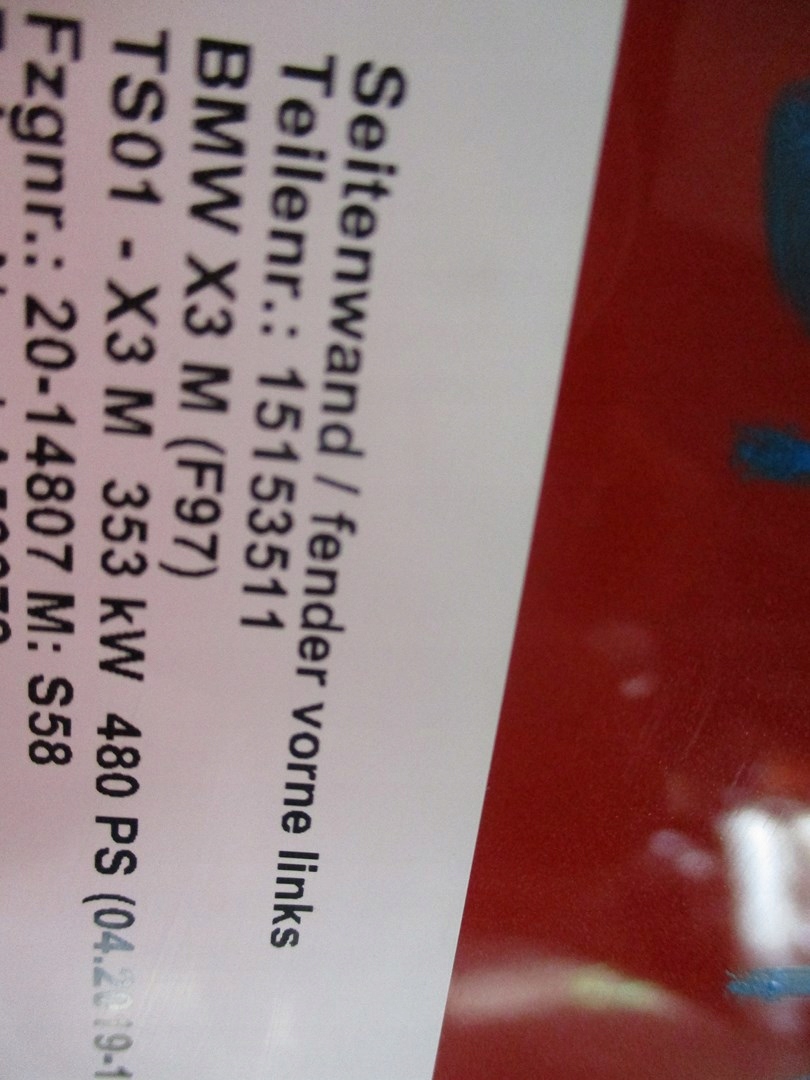 Seitenwand / fender vorne links
Teilenr.: 15153511
BMW X3 M (F97)
TS01 - X3 M 353 kW 480 PS (04.2019-1
Fzgnr.: 20-14807 M: S58